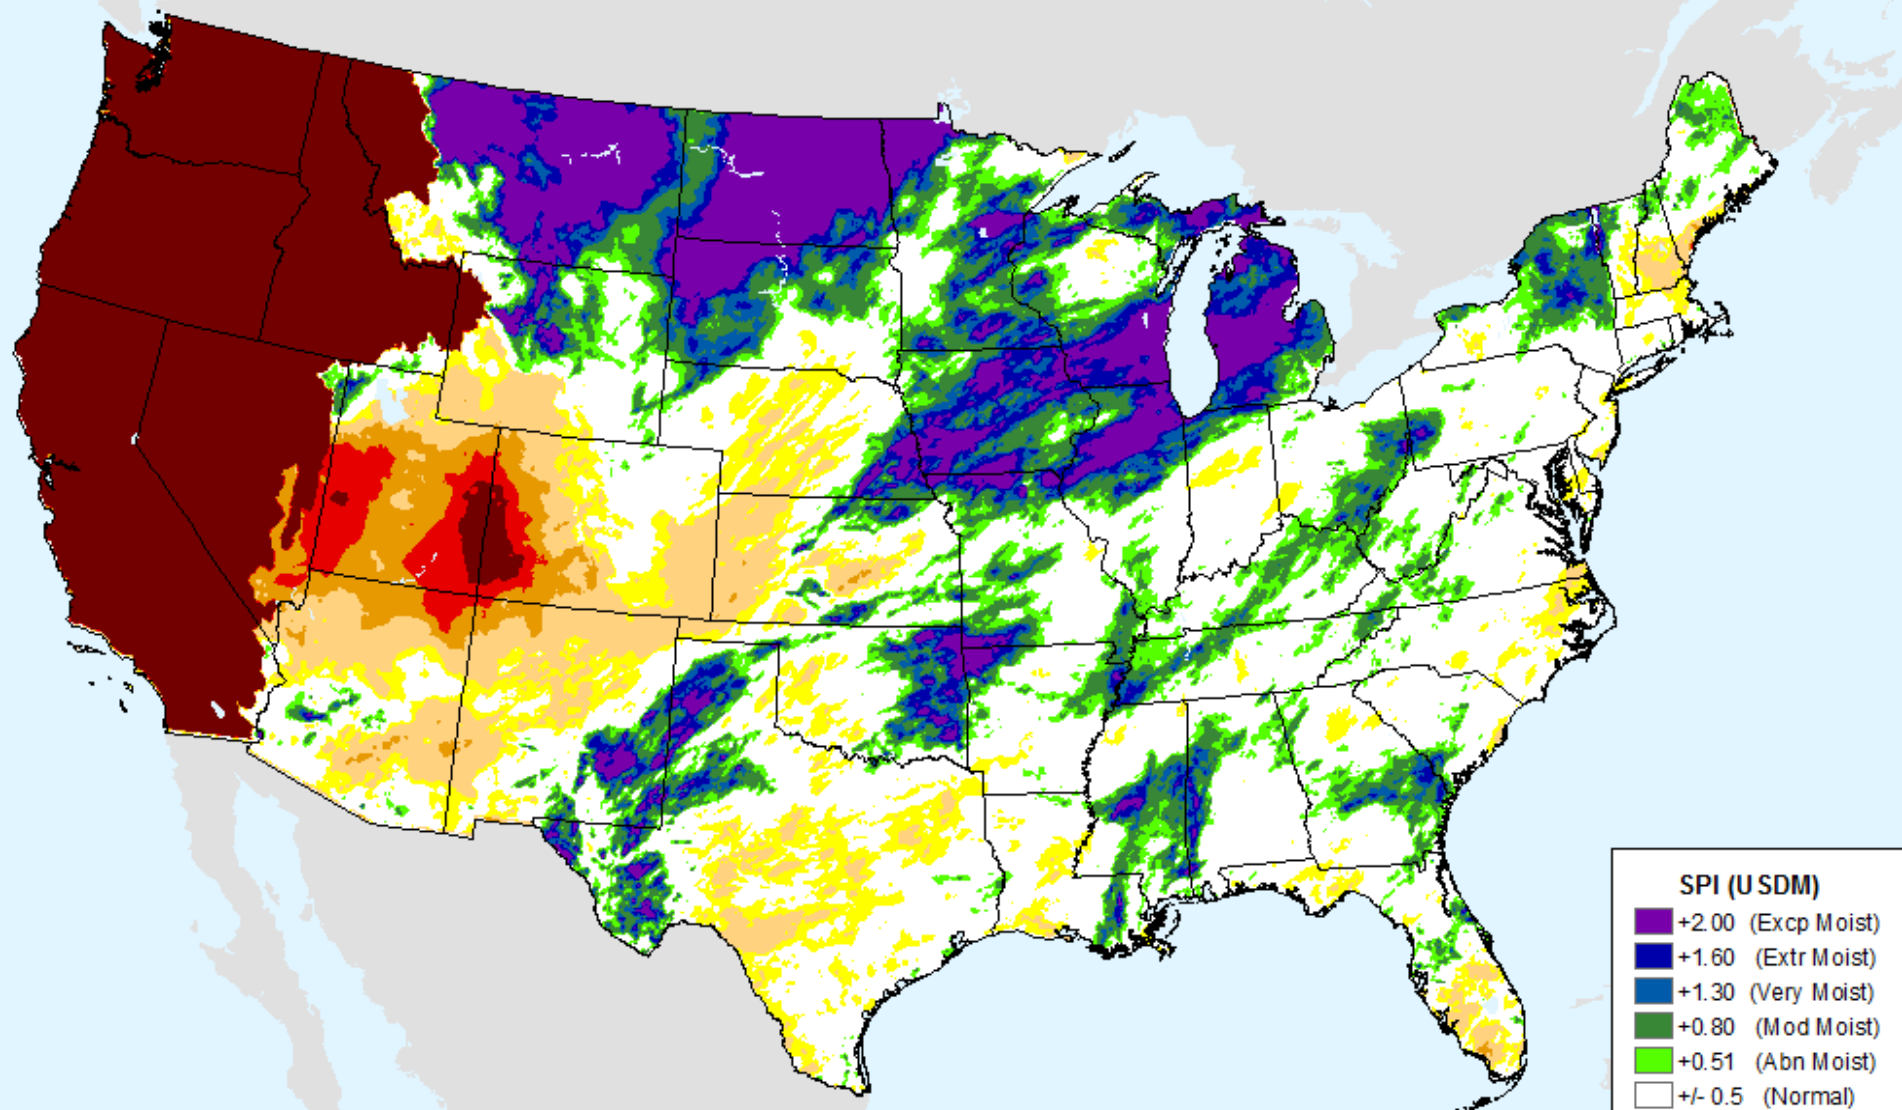 SPI (USDM)
+2.00 (Excp Moist)
+1.60 (Extr Moist)
+1.30 (Very Moist)
+0.80 (Mod Moist)
+0.51 (Abn Moist)
+/- 0.5 (Normal)